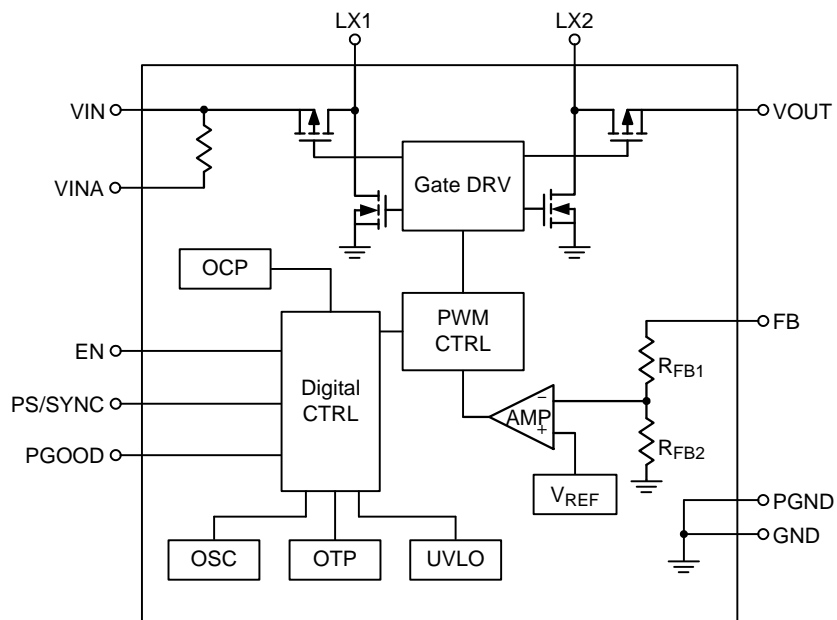 LX1
LX2
VIN
VOUT
Gate DRV
VINA
OCP
PWM
CTRL
FB
EN
RFB1
Digital
CTRL
PS/SYNC
−
AMP
+
PGOOD
RFB2
VREF
PGND
GND
OSC
OTP
UVLO